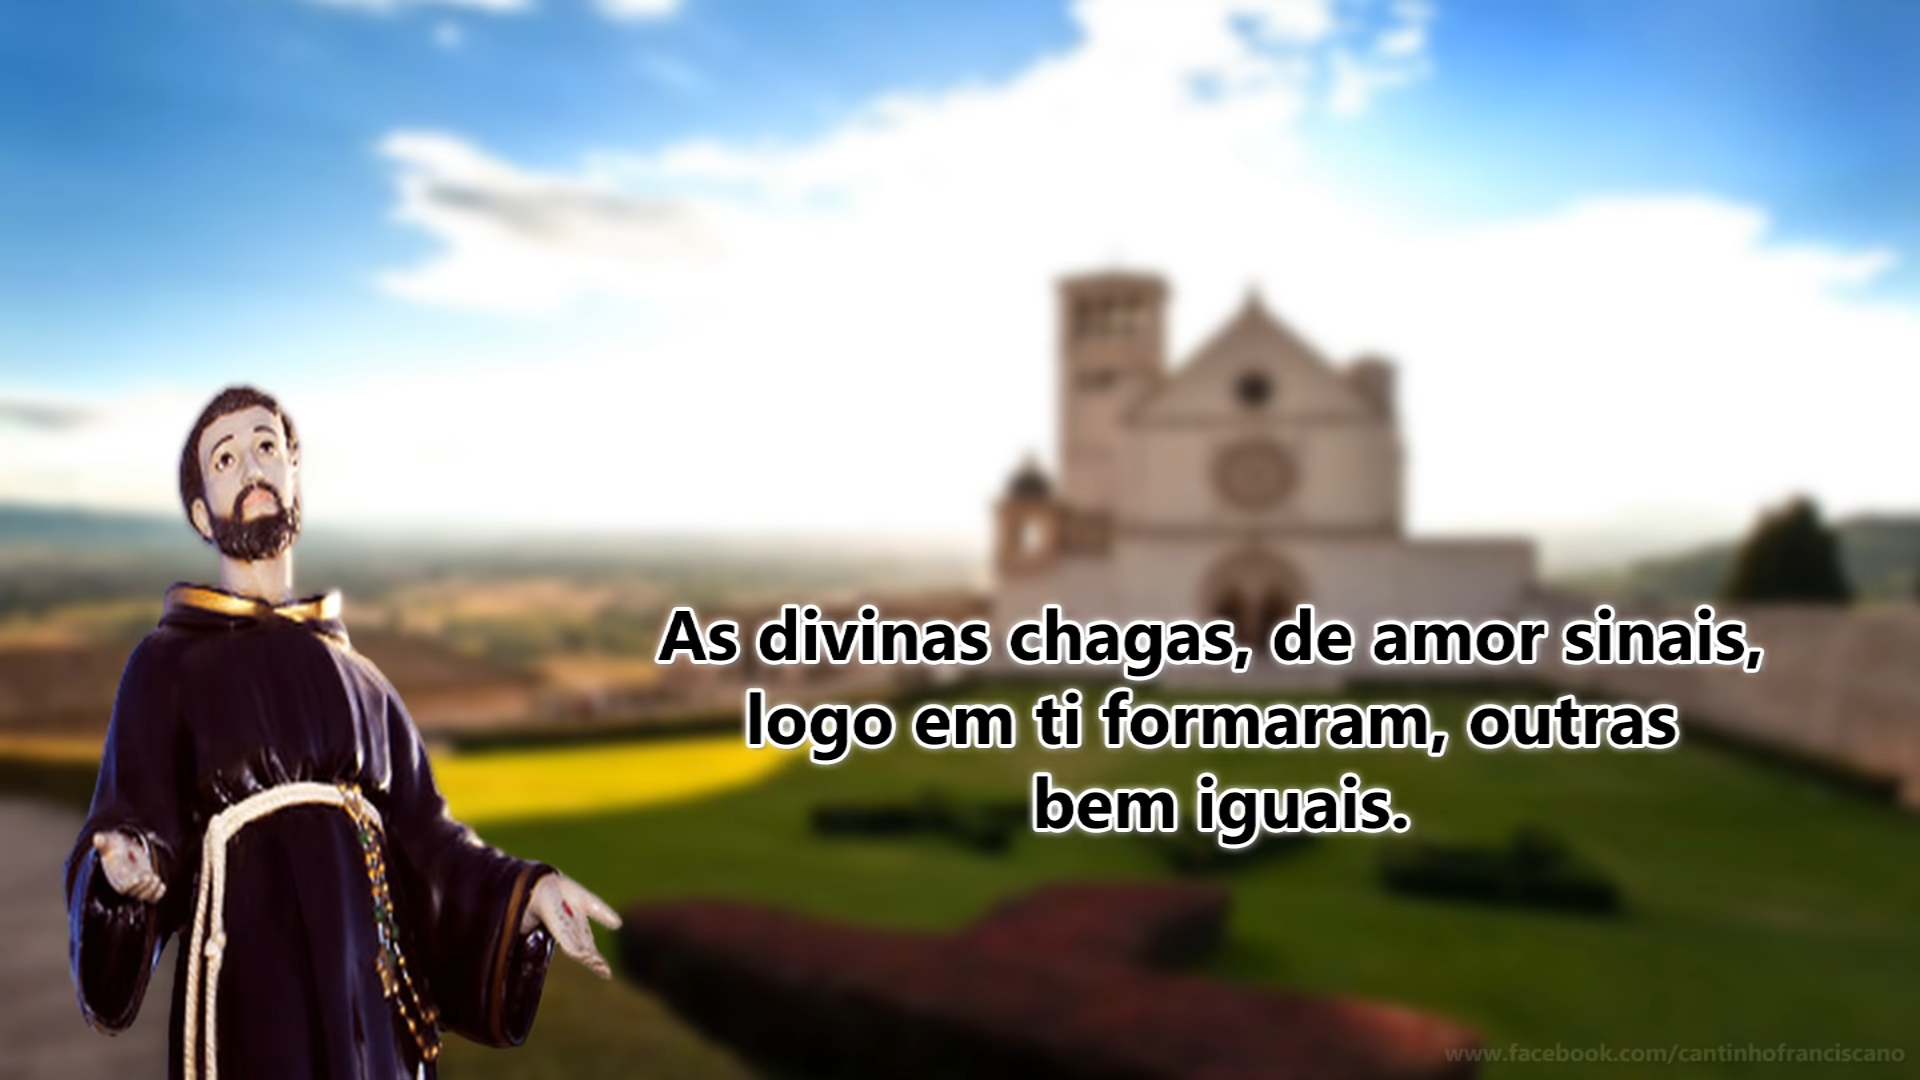 As divinas chagas, de amor sinais,
logo em ti formaram, outras
bem iguais.
www.facebook.com/cantinhofranciscano